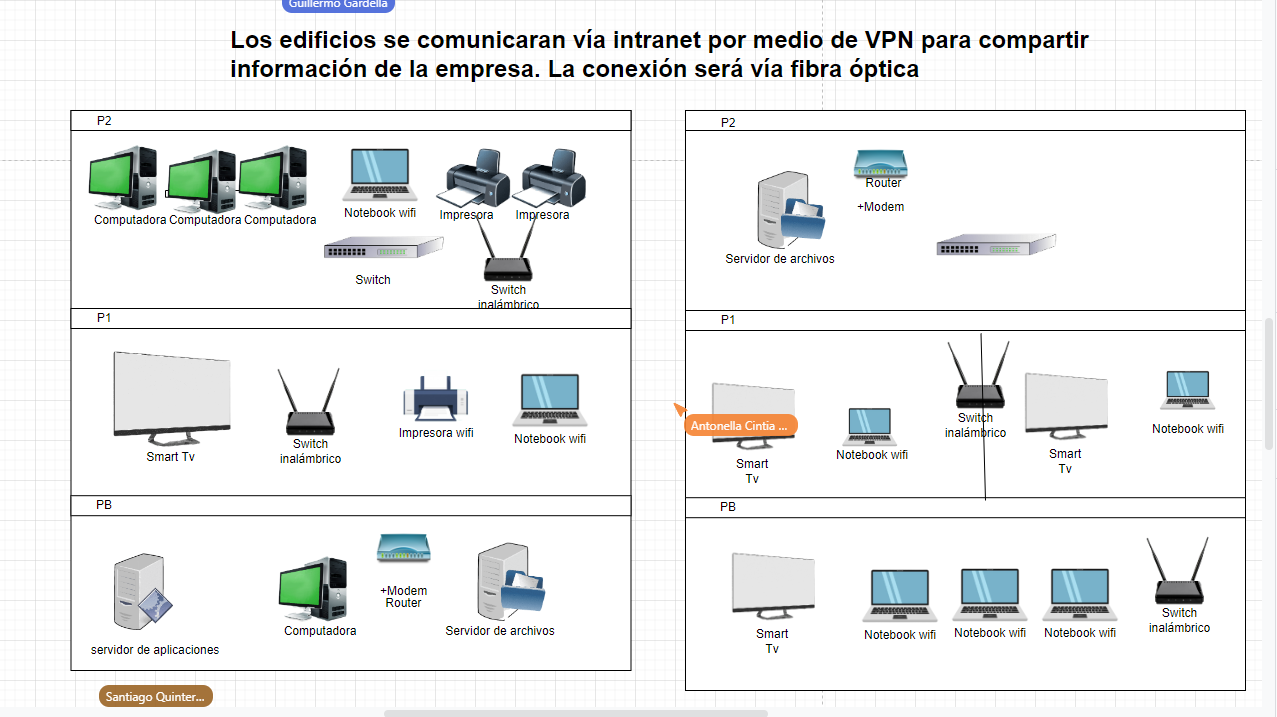 Guillermo Gardella
Los edificios se comunicaran vía intranet por medio de VPN para compartir
información de la empresa. La conexión será vía fibra óptica
P2
Computadora Computadora Computadora
Notebook wifi
Impresora
Impresora
Switch
Switch
inalámbrico
P1
Smart Tv
Switch
inalámbrico
Impresora wifi
Notebook wifi
PB
servidor de aplicaciones
Computadora
+Modem
Router
Servidor de archivos
Santiago Quinter...
P2
Servidor de archivos
Router
+Modem
P1
Antonella Cintia ...
Smart
Tv
Notebook wifi
Switch
inalámbrico
Smart
Tv
Notebook wifi
PB
Smart
Tv
Notebook wifi
Notebook wifi
Notebook wifi
Switch
inalámbrico